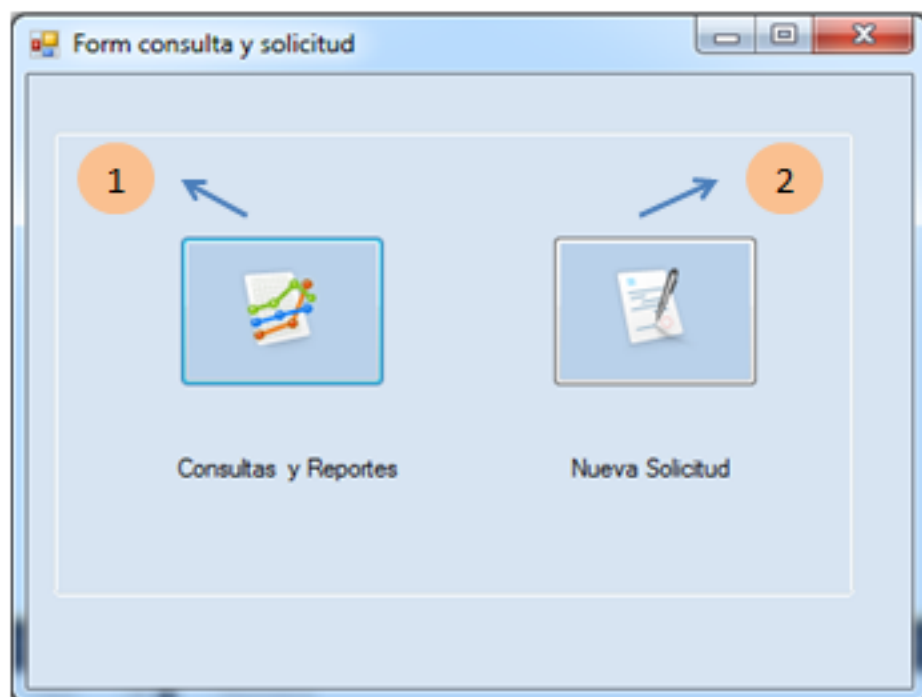 Form consulta y solicitud
1
2
Consultas y Reportes
Nueva Solicitud